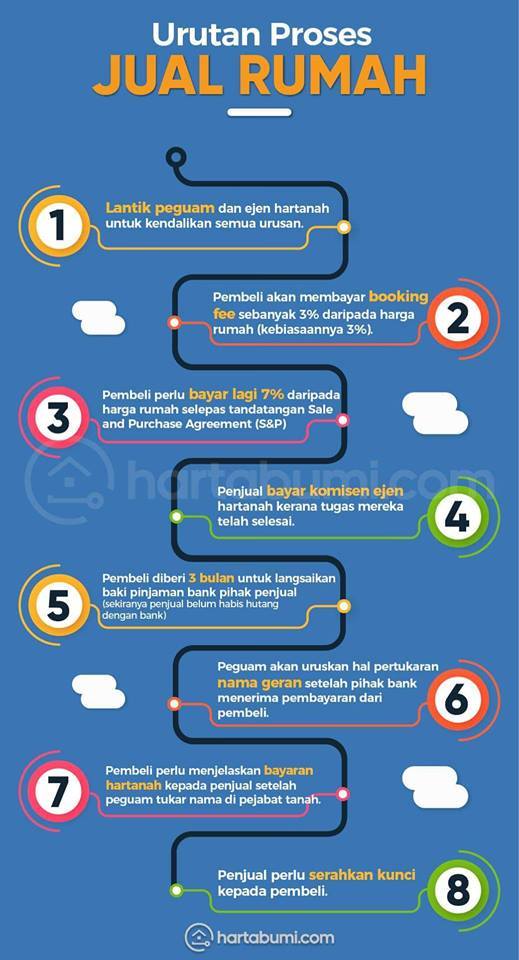 Urutan Proses
JUAL RUMAH
1
Lantik peguam dan ejen hartanah
untuk kendalikan semua urusan.
Pembeli akan membayar booking
fee sebanyak 3% daripada harga
rumah (kebiasaannya 3%).
2
3
Pembeli perlu bayar lagi 7% daripada
harga rumah selepas tandatangan Sale
and Purchase Agreement (S&P)
hartabumi.com
Penjual bayar komisen ejen
hartanah kerana tugas mereka
telah selesai.
4
5
Pembeli diberi 3 bulan untuk langsaikan
baki pinjaman bank pihak penjual
(sekiranya penjual belum habis hutang
dengan bank)
Peguam akan uruskan hal pertukaran
nama geran setelah pihak bank
menerima pembayaran dari
pembeli.
6
7
Pembeli perlu menjelaskan bayaran
hartanah kepada penjual setelah
peguam tukar nama di pejabat tanah.
Penjual perlu serahkan kunci
kepada pembeli.
8
hartabumi.com